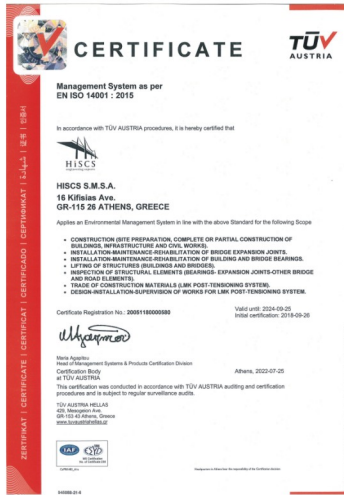 CERTIFICATE
TÜV
AUSTRIA
Management System as per
EN ISO 14001 : 2015
In accordance with TÜV AUSTRIA procedures, it is hereby certified that
HiSCS
HISCS S.M.S.A.
16 Kifisias Ave.
GR-115 26 ATHENS, GREECE
Applies an Environmental Management System in line with the above Standard for the following Scope
• CONSTRUCTION (SITE PREPARATION, COMPLETE OR PARTIAL CONSTRUCTION OF
BUILDINGS, INFRASTRUCTURE AND CIVIL WORKS).
• INSTALLATION-MAINTENANCE-REHABILITATION OF BRIDGE EXPANSION JOINTS.
• INSTALLATION-MAINTENANCE-REHABILITATION OF BUILDING AND BRIDGE BEARINGS.
• LIFTING OF STRUCTURES (BUILDINGS AND BRIDGES).
• INSPECTION OF STRUCTURAL ELEMENTS (BEARINGS- EXPANSION JOINTS-OTHER BRIDGE
AND ROAD ELEMENTS).
• TRADE OF CONSTRUCTION MATERIALS (LMK POST-TENSIONING SYSTEM).
• DESIGN-INSTALLATION-SUPERVISION OF WORKS FOR LMK POST-TENSIONING SYSTEM.
Certificate Registration No.: 20051180000580
Valid until: 2024-09-25
Initial certification: 2018-09-26
Maria Agapitou
Head of Management Systems & Products Certification Division
Certification Body
at TÜV AUSTRIA
Athens, 2022-07-25
This certification was conducted in accordance with TÜV AUSTRIA auditing and certification
procedures and is subject to regular surveillance audits.
TÜV AUSTRIA HELLAS
429, Mesogeion Ave.
GR-153 43 Athens, Greece
www.tuvaustriahellas.gr
IAF
ZERTIFIKAT | CERTIFICATE | CERTIFICAT | CERTIFICADO | СЕРТИФИКАТ | شهادة | 证书 | 인증서